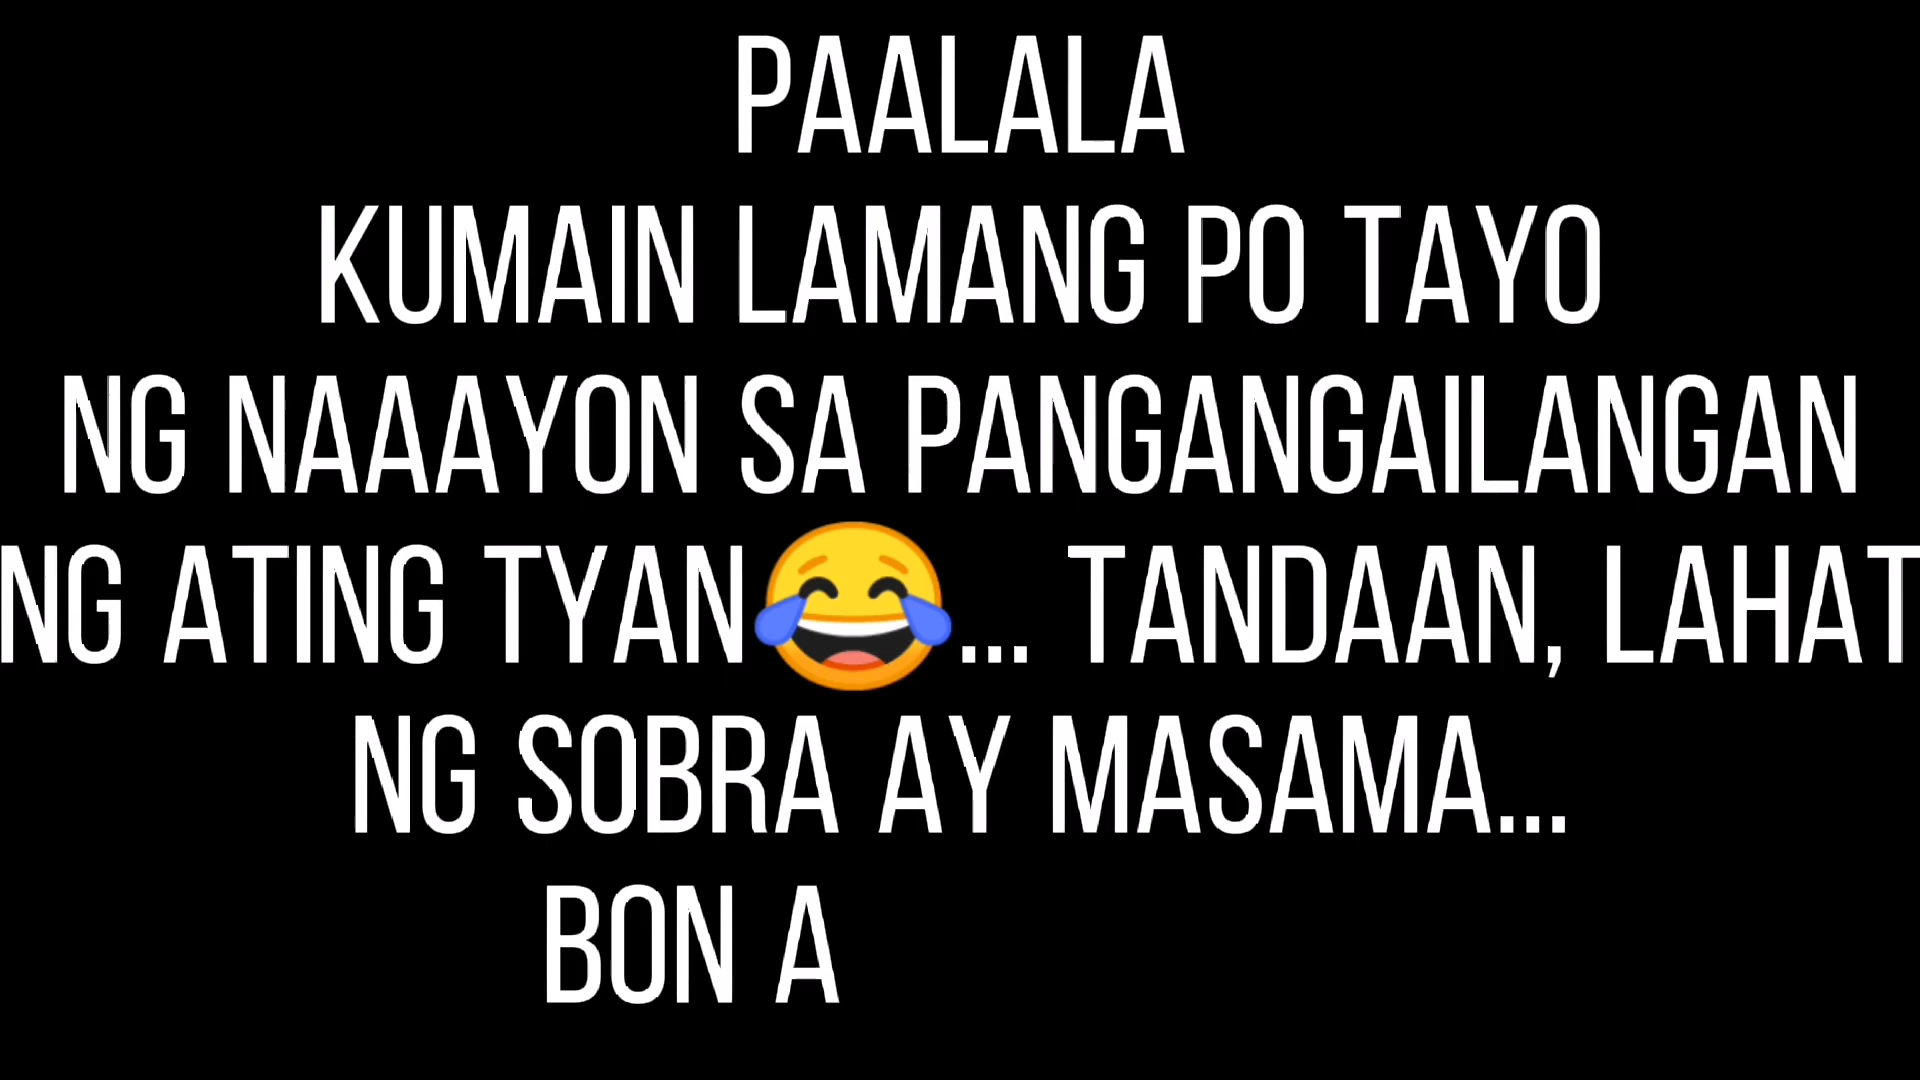 PAALALA
KUMAIN LAMANG PO TAYO
NG NAAAYON SA PANGANGAILANGAN
NG ATING TYAN😂... TANDAAN, LAHAT
NG SOBRA AY MASAMA...
BON A